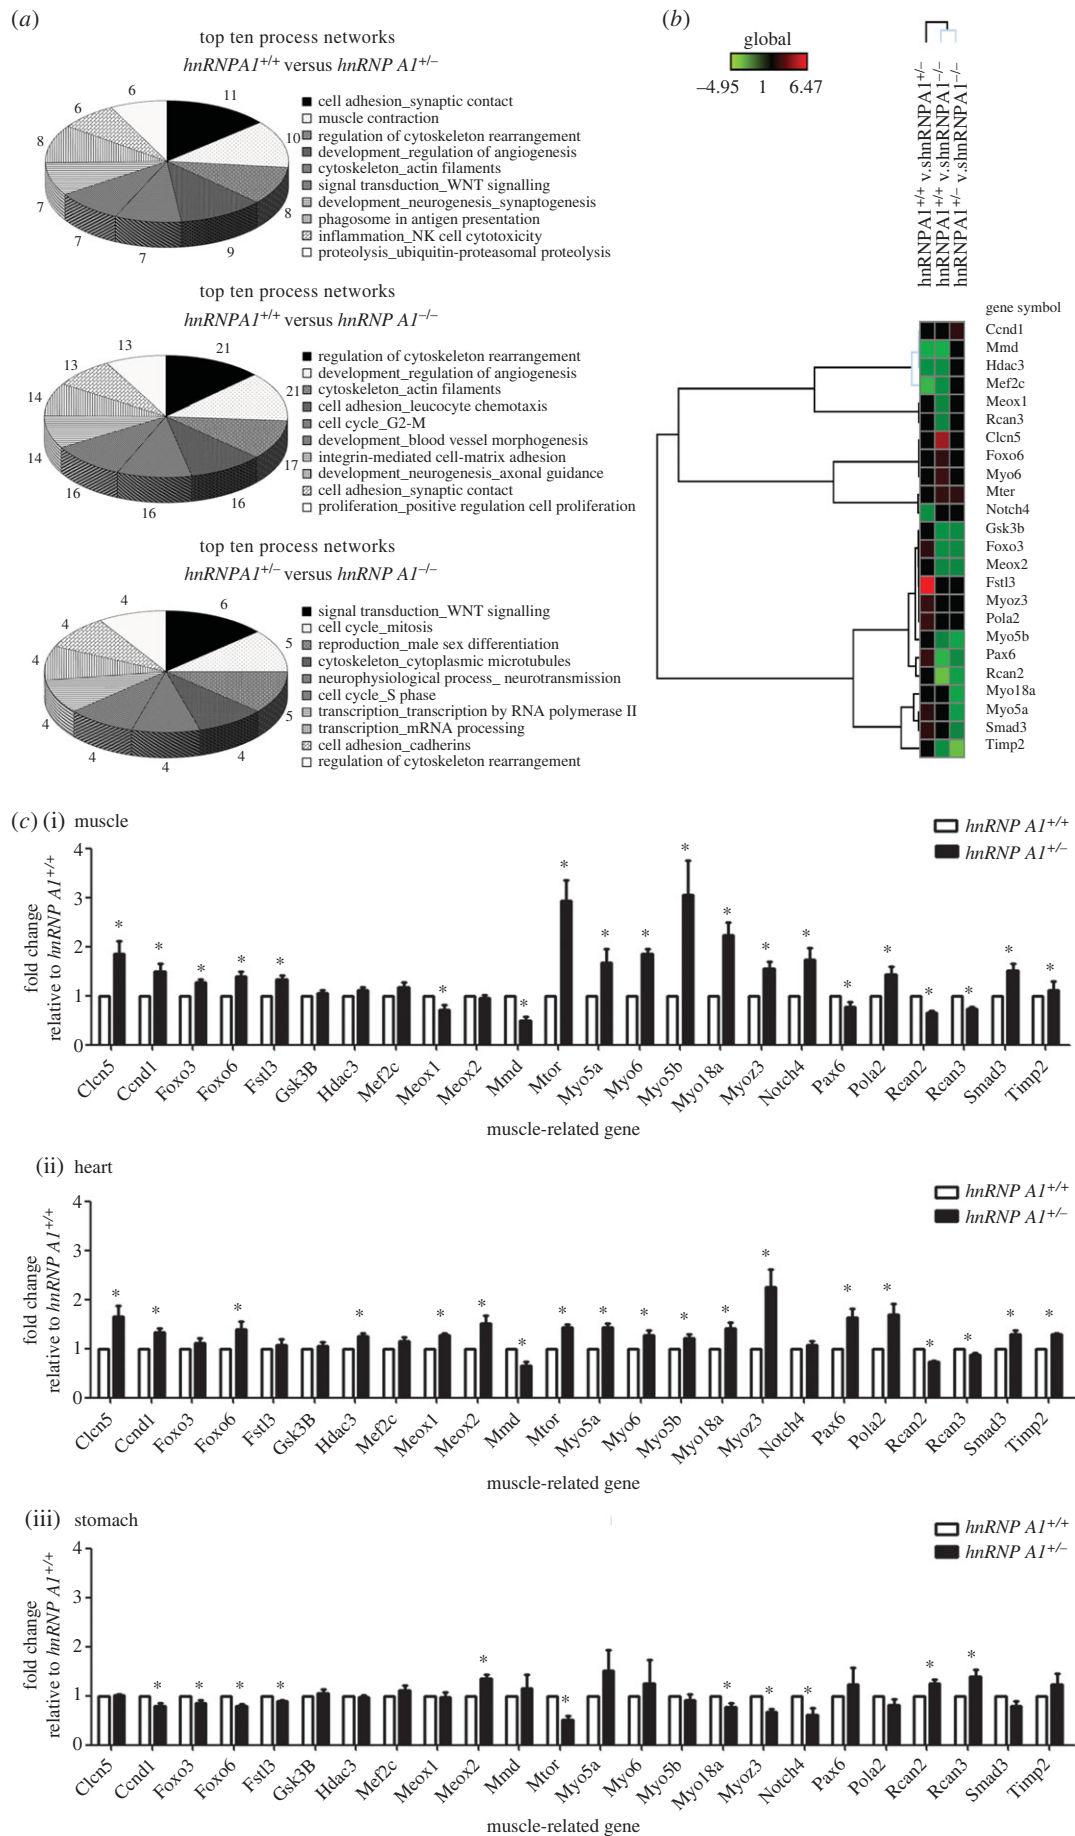 (a)
top ten process networks
hnRNPA1+/+ versus hnRNP A1+/–
11
10
8
9
7
7
7
8
6
6
cell adhesion_synaptic contact
muscle contraction
regulation of cytoskeleton rearrangement
development_regulation of angiogenesis
cytoskeleton_actin filaments
signal transduction_WNT signalling
development_neurogenesis_synaptogenesis
phagosome in antigen presentation
inflammation_NK cell cytotoxicity
proteolysis_ubiquitin-proteasomal proteolysis
top ten process networks
hnRNPA1+/+ versus hnRNP A1–/–
21
21
17
16
16
16
14
14
13
13
regulation of cytoskeleton rearrangement
development_regulation of angiogenesis
cytoskeleton_actin filaments
cell adhesion_leucocyte chemotaxis
cell cycle_G2-M
development_blood vessel morphogenesis
integrin-mediated cell-matrix adhesion
development_neurogenesis_axonal guidance
cell adhesion_synaptic contact
proliferation_positive regulation cell proliferation
top ten process networks
hnRNPA1+/– versus hnRNP A1–/–
6
5
5
4
4
4
4
4
4
4
signal transduction_WNT signalling
cell cycle_mitosis
reproduction_male sex differentiation
cytoskeleton_cytoplasmic microtubules
neurophysiological process_ neurotransmission
cell cycle_S phase
transcription_transcription by RNA polymerase II
transcription_mRNA processing
cell adhesion_cadherins
regulation of cytoskeleton rearrangement
(b)
global
–4.95 1 6.47
hnRNPA1+/+ v.shnRNPA1+/–
hnRNPA1+/+ v.shnRNPA1–/–
hnRNPA1+/– v.shnRNPA1–/–
gene symbol
Ccnd1
Mmd
Hdac3
Mef2c
Meox1
Rcan3
Clcn5
Foxo6
Myo6
Mter
Notch4
Gsk3b
Foxo3
Meox2
Fstl3
Myoz3
Pola2
Myo5b
Pax6
Rcan2
Myo18a
Myo5a
Smad3
Timp2
(c) (i) muscle
hnRNP A1+/+
hnRNP A1+/–
fold change
relative to hnRNP A1+/+
4
3
2
1
0
* * * * * * * * * * * * * * * * * * * *
Clcn5 Ccnd1 Foxo3 Foxo6 Fstl3 Gsk3B Hdac3 Mef2c Meox1 Meox2 Mmd Mtor Myo5a Myo6 Myo5b Myo18a Myoz3 Notch4 Pax6 Pola2 Rcan2 Rcan3 Smad3 Timp2
muscle-related gene
(ii) heart
hnRNP A1+/+
hnRNP A1+/–
fold change
relative to hnRNP A1+/+
4
3
2
1
0
* * * * * * * * * * * * * * * * * * *
Clcn5 Ccnd1 Foxo3 Foxo6 Fstl3 Gsk3B Hdac3 Mef2c Meox1 Meox2 Mmd Mtor Myo5a Myo6 Myo5b Myo18a Myoz3 Notch4 Pax6 Pola2 Rcan2 Rcan3 Smad3 Timp2
muscle-related gene
(iii) stomach
hnRNP A1+/+
hnRNP A1+/–
fold change
relative to hnRNP A1+/+
4
3
2
1
0
* * * * * * * * * * *
Clcn5 Ccnd1 Foxo3 Foxo6 Fstl3 Gsk3B Hdac3 Mef2c Meox1 Meox2 Mmd Mtor Myo5a Myo6 Myo5b Myo18a Myoz3 Notch4 Pax6 Pola2 Rcan2 Rcan3 Smad3 Timp2
muscle-related gene